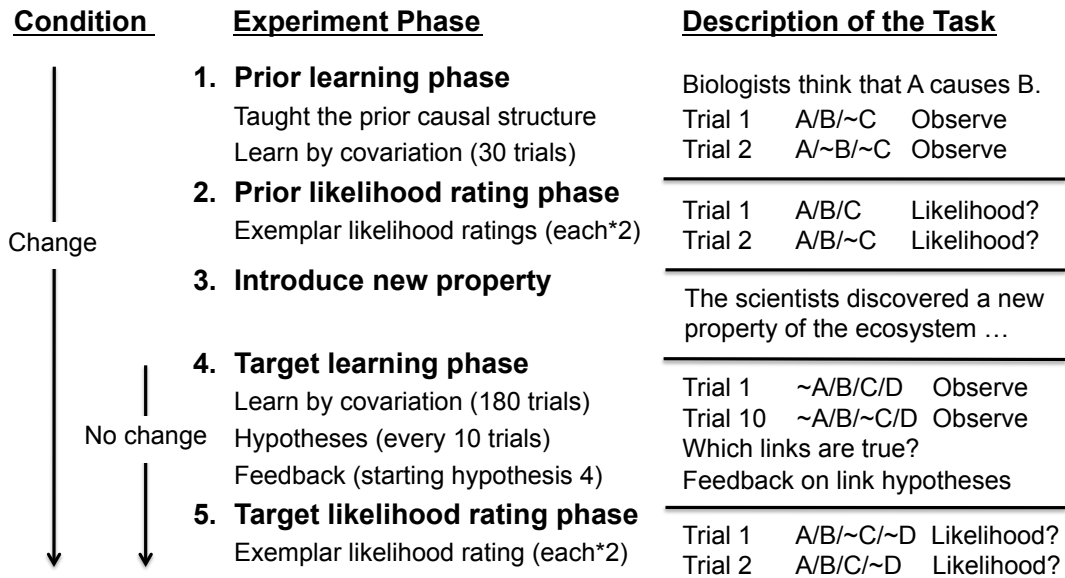 Condition Experiment Phase Description of the Task
1. Prior learning phase
Taught the prior causal structure
Learn by covariation (30 trials)
Biologists think that A causes B.
Trial 1 A/B/~C Observe
Trial 2 A/~B/~C Observe
2. Prior likelihood rating phase
Exemplar likelihood ratings (each*2)
Trial 1 A/B/C Likelihood?
Trial 2 A/B/~C Likelihood?
Change
3. Introduce new property
The scientists discovered a new
property of the ecosystem …
4. Target learning phase
Learn by covariation (180 trials)
Hypotheses (every 10 trials)
Feedback (starting hypothesis 4)
No change
Trial 1 ~A/B/C/D Observe
Trial 10 ~A/B/~C/D Observe
Which links are true?
Feedback on link hypotheses
5. Target likelihood rating phase
Exemplar likelihood rating (each*2)
Trial 1 A/B/~C/~D Likelihood?
Trial 2 A/B/C/~D Likelihood?